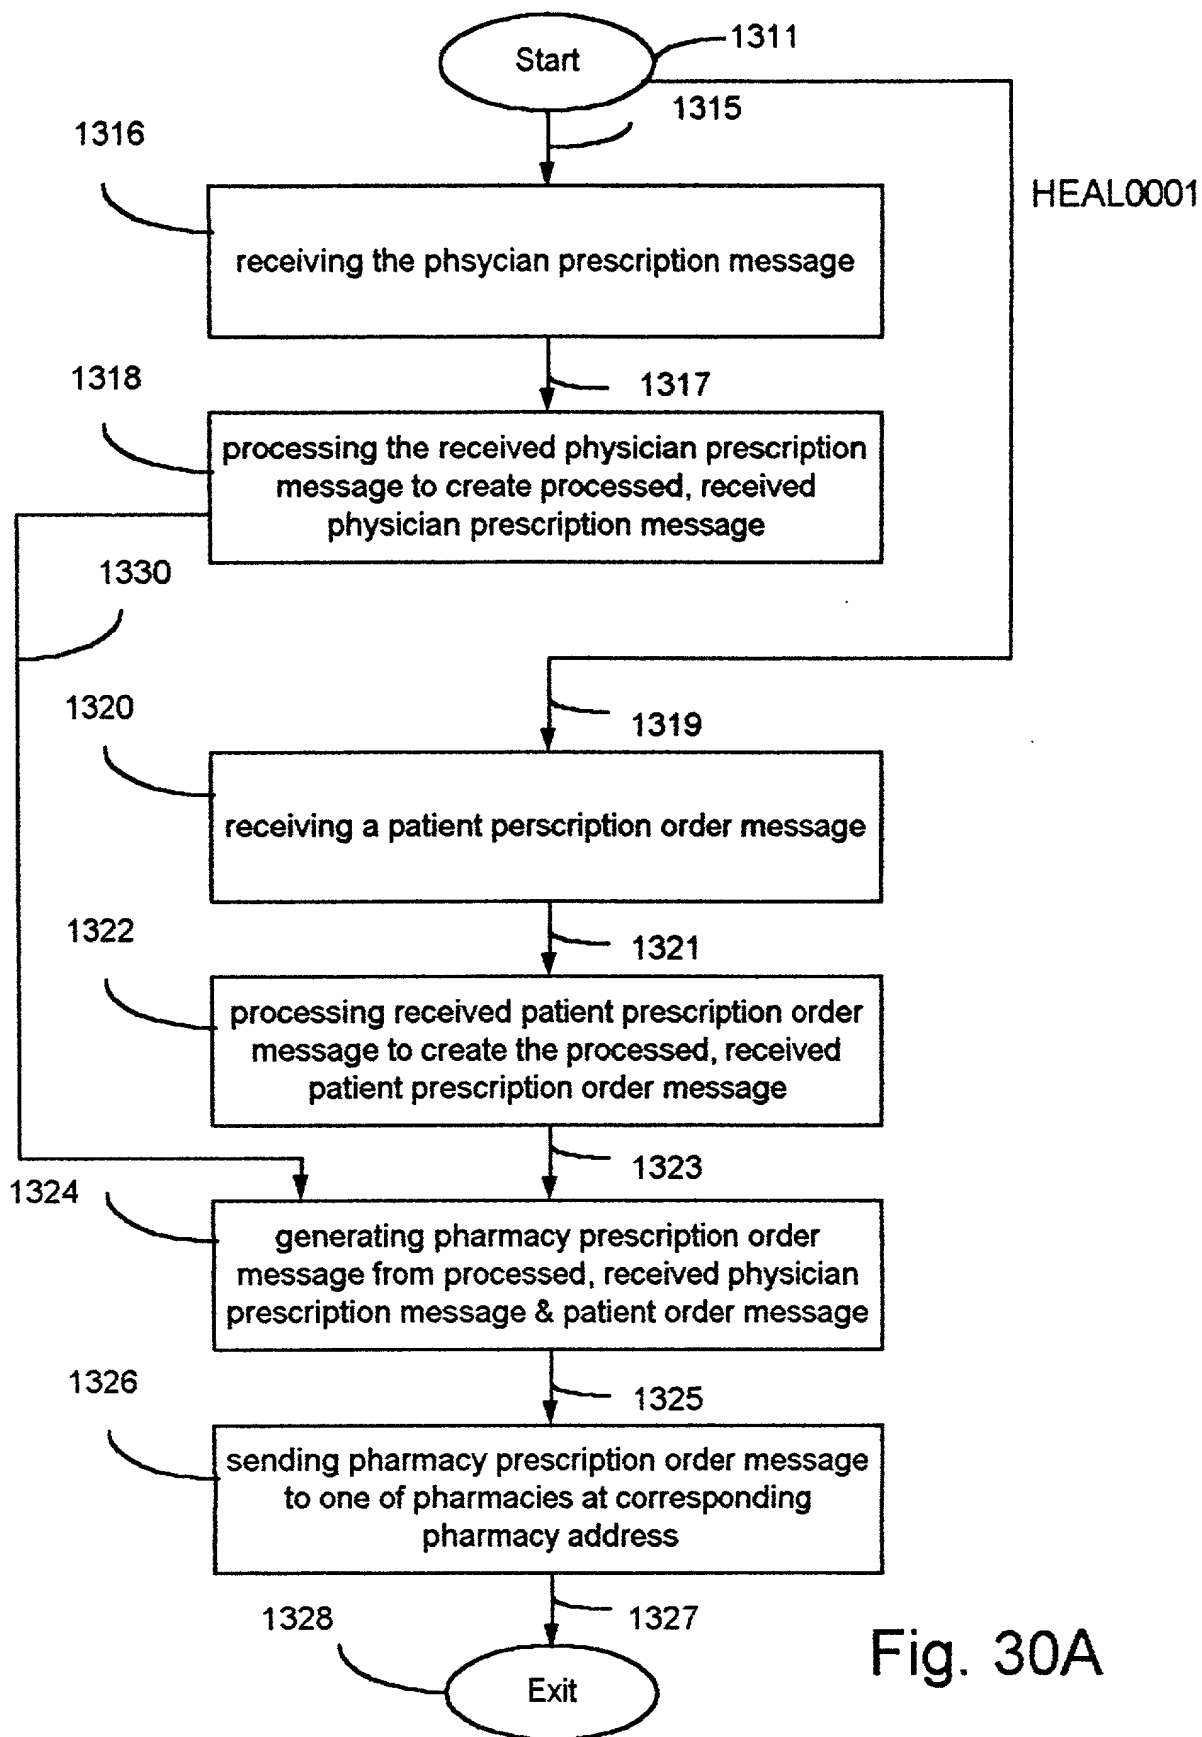 Start
1311
1315
1316
HEAL0001
receiving the phsycian prescription message
1317
1318
processing the received physician prescription
message to create processed, received
physician prescription message
1330
1319
1320
receiving a patient perscription order message
1321
1322
processing received patient prescription order
message to create the processed, received
patient prescription order message
1323
1324
generating pharmacy prescription order
message from processed, received physician
prescription message & patient order message
1325
1326
sending pharmacy prescription order message
to one of pharmacies at corresponding
pharmacy address
1327
1328
Exit
Fig. 30A